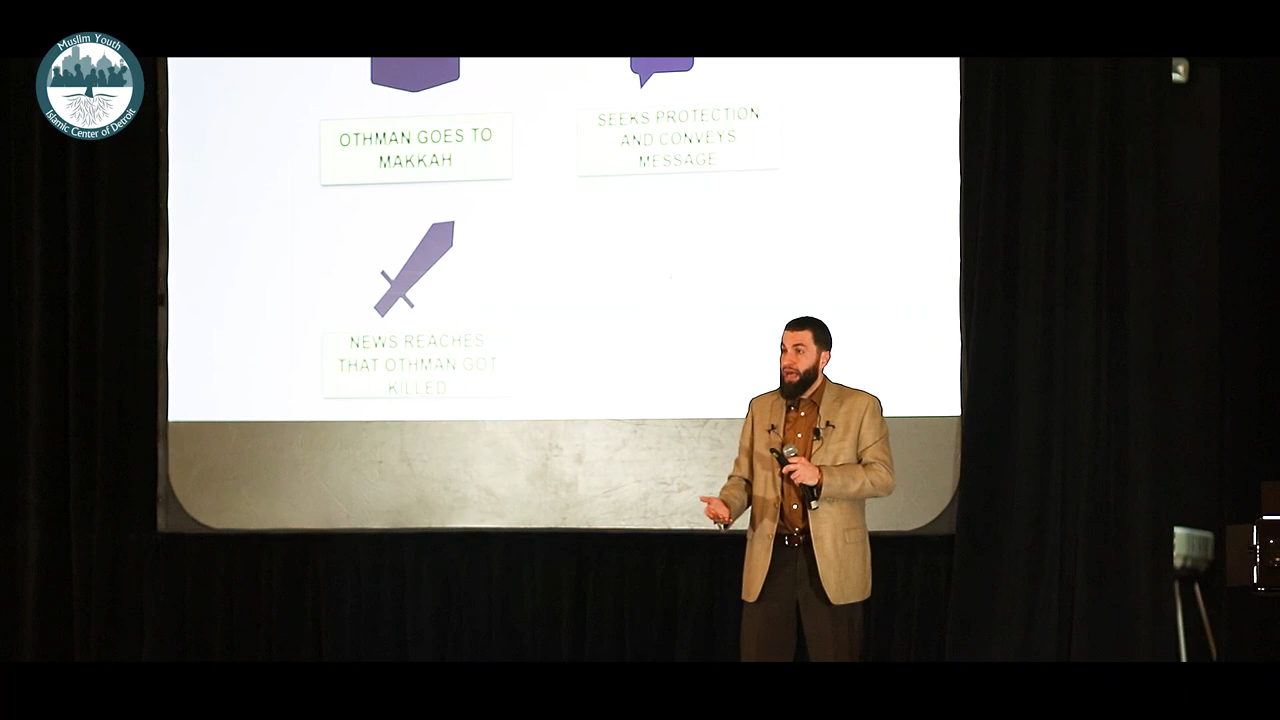 Muslim Youth
Islamic Center of Detroit
OTHMAN GOES TO
MAKKAH
SEEKS PROTECTION
AND CONVEYS
MESSAGE
NEWS REACHES
THAT OTHMAN GOT
KILLED